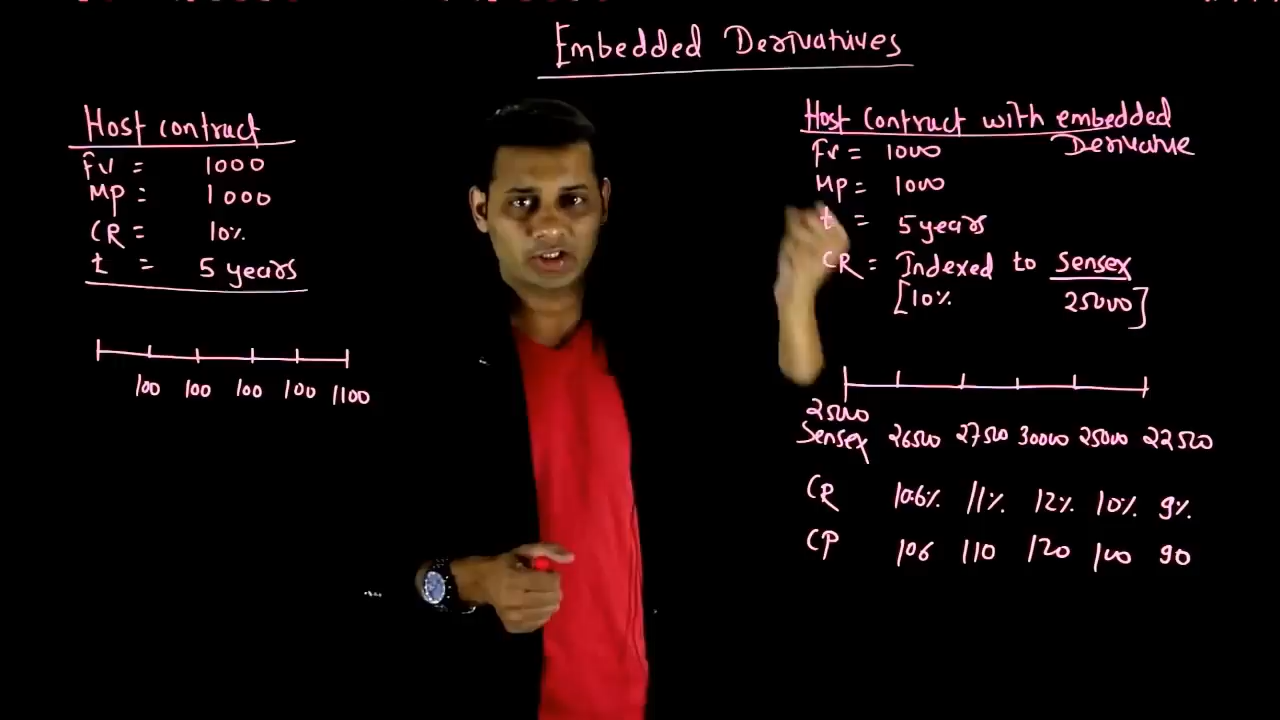 Embedded Derivatives
Host contract
FV = 1000
MP = 1000
CR = 10%
t = 5 years
100 100 100 100 1100
Host Contract with embedded
Derivative
FV = 1000
MP = 1000
t = 5 years
CR = Indexed to Sensex
[10% 25000]
25000
Sensex 26500 27500 30000 25000 22500
CR 10.6% 11% 12% 10% 9%
CP 106 110 120 100 90